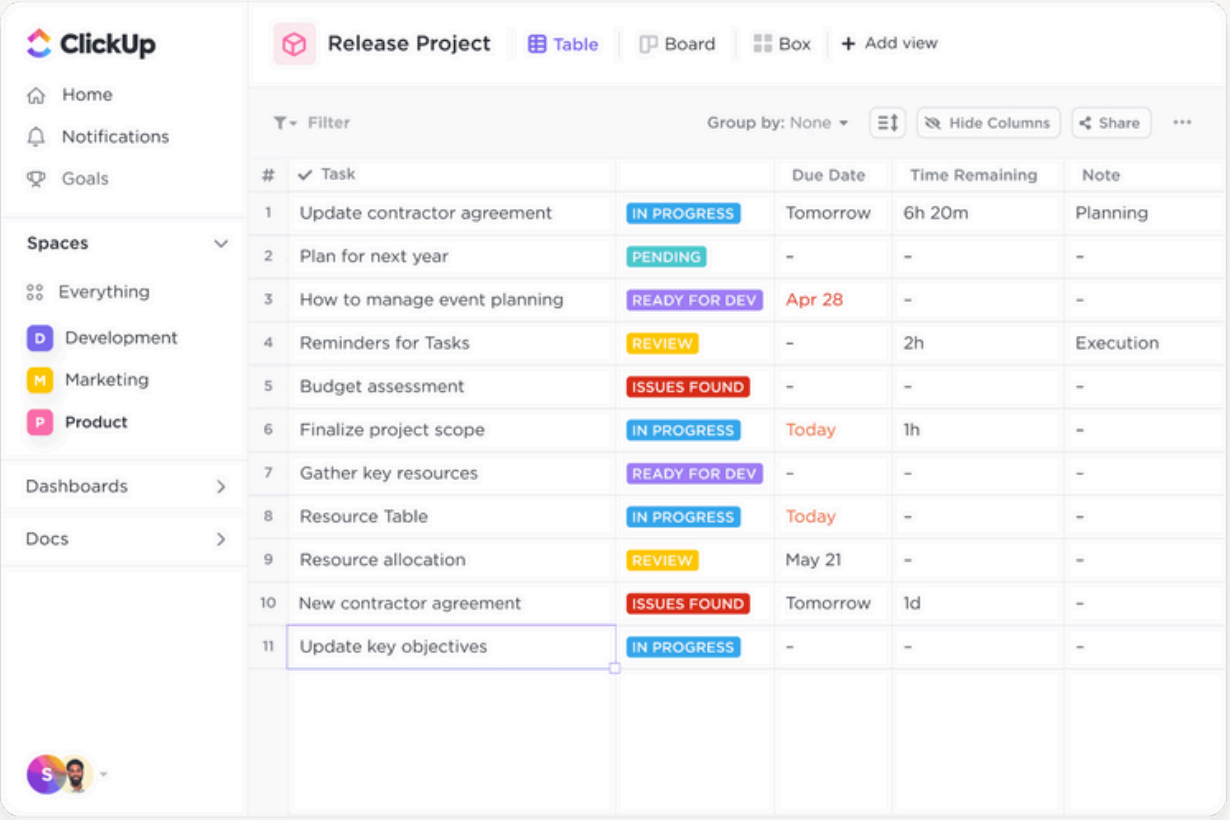 ClickUp
Home
Notifications
Goals
Spaces
Everything
D Development
M Marketing
P Product
Dashboards
Docs
S
Release Project Table Board Box + Add view
Filter Group by: None Hide Columns Share ...
# Task Due Date Time Remaining Note
1 Update contractor agreement IN PROGRESS Tomorrow 6h 20m Planning
2 Plan for next year PENDING – – –
3 How to manage event planning READY FOR DEV Apr 28 – –
4 Reminders for Tasks REVIEW – 2h Execution
5 Budget assessment ISSUES FOUND – – –
6 Finalize project scope IN PROGRESS Today 1h –
7 Gather key resources READY FOR DEV – – –
8 Resource Table IN PROGRESS Today – –
9 Resource allocation REVIEW May 21 – –
10 New contractor agreement ISSUES FOUND Tomorrow 1d –
11 Update key objectives IN PROGRESS – – –